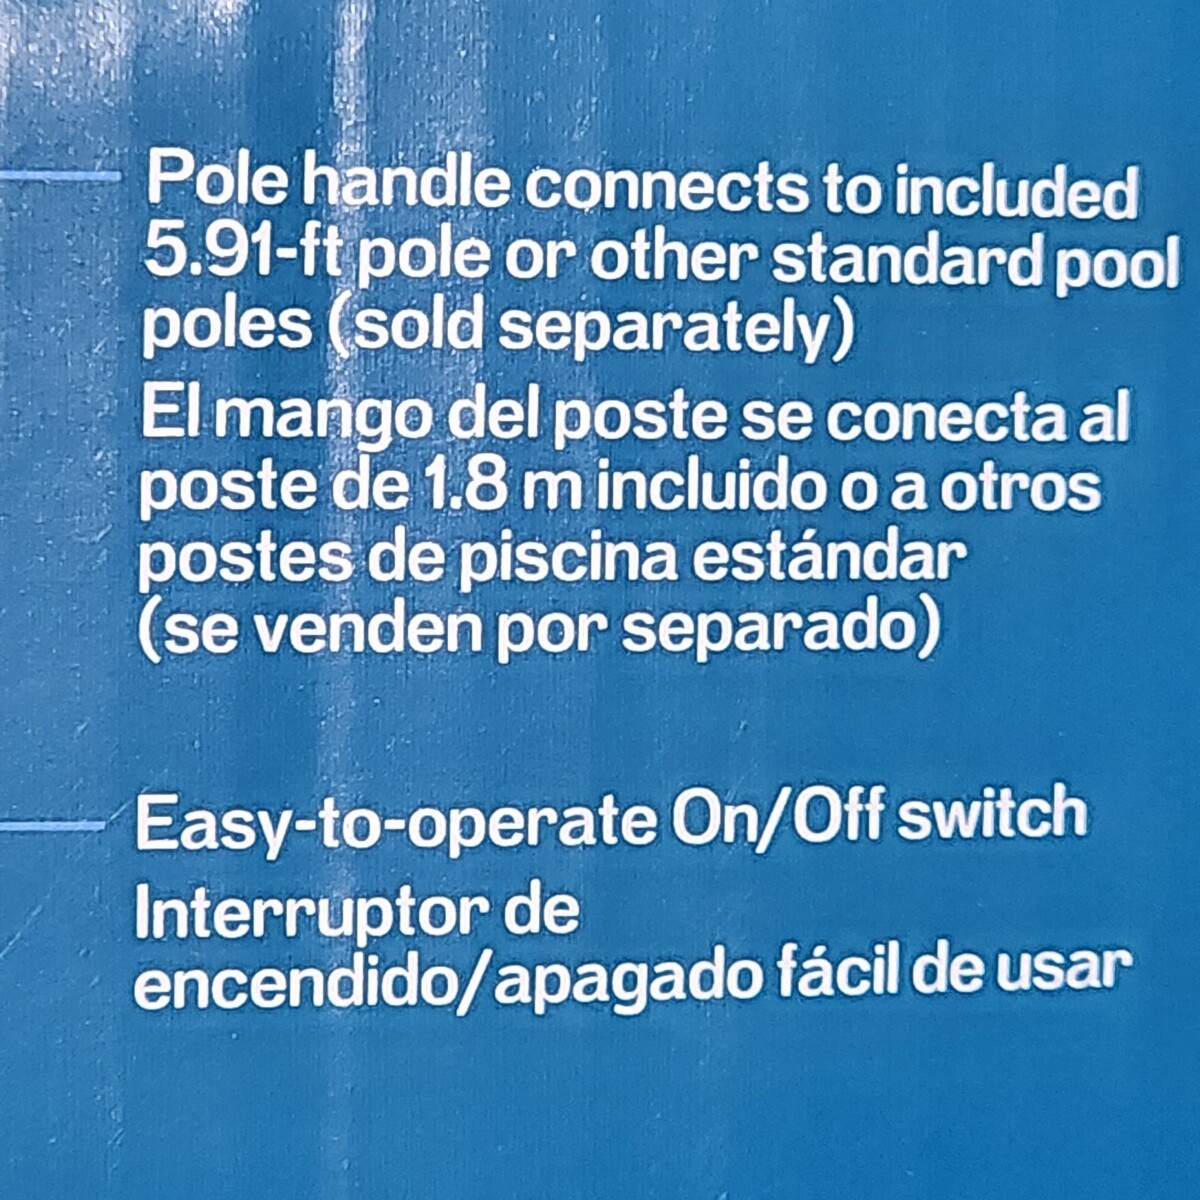 Pole handle connects to included
5.91-ft pole or other standard pool
poles (sold separately)
El mango del poste se conecta al
poste de 1.8 m incluido o a otros
postes de piscina estándar
(se venden por separado)
Easy-to-operate On/Off switch
Interruptor de
encendido/apagado fácil de usar